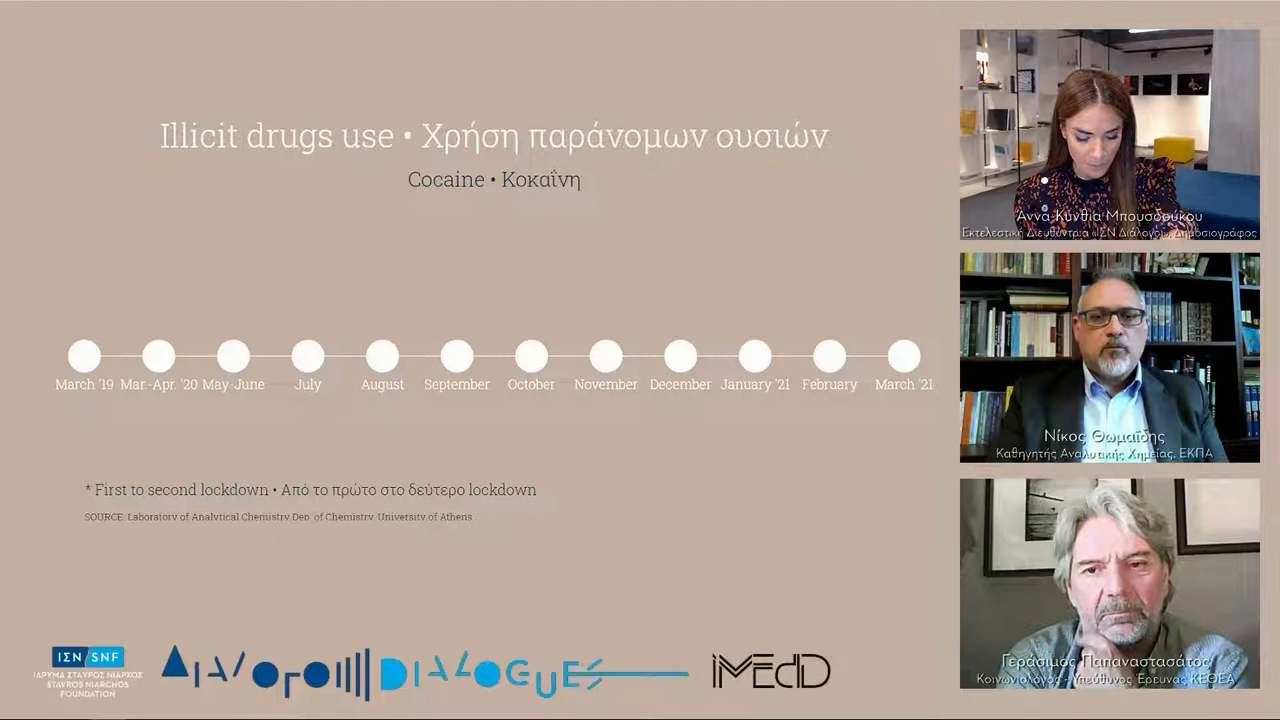 Illicit drugs use • Χρήση παράνομων ουσιών
Cocaine • Κοκαΐνη
March '19 Mar.-Apr. '20 May-June July August September October November December January '21 February March '21
* First to second lockdown • Από το πρώτο στο δεύτερο lockdown
SOURCE: Laboratory of Analytical Chemistry Dep. of Chemistry, University of Athens
ΙΣΝ/SNF
ΙΔΡΥΜΑ ΣΤΑΥΡΟΣ ΝΙΑΡΧΟΣ
STAVROS NIARCHOS
FOUNDATION
ΔΙΑΛΟΓΟΙ DIALOGUES
iMEdD
Άννα-Κύνθια Μπουσδούκου
Εκτελεστική Διευθύντρια «ΙΣΝ Διάλογοι», Δημοσιογράφος
Νίκος Θωμαΐδης
Καθηγητής Αναλυτικής Χημείας, ΕΚΠΑ
Γεράσιμος Παπαναστασάτος
Κοινωνιολόγος - Υπεύθυνος Έρευνας ΚΕΘΕΑ